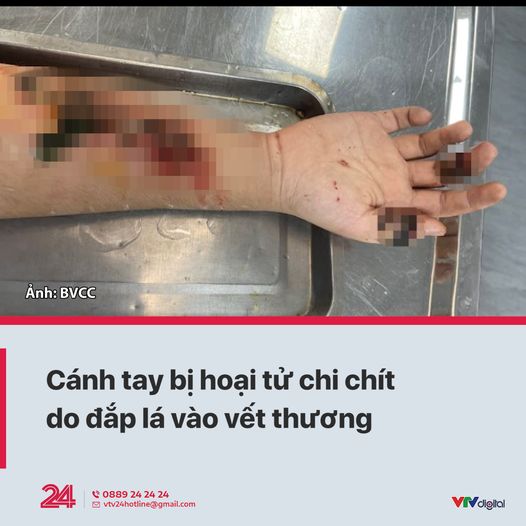 Ảnh: BVCC
Cánh tay bị hoại tử chi chít
do đắp lá vào vết thương
24
0889 24 24 24
vtv24hotline@gmail.com
VTVdigital